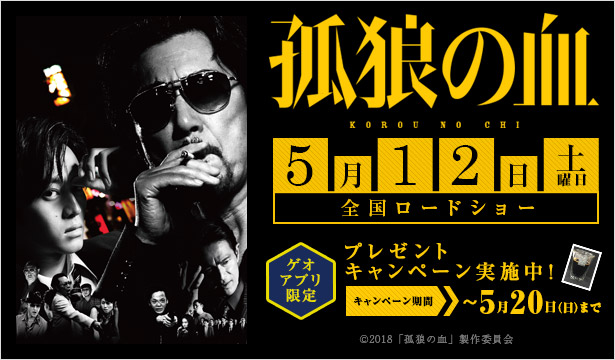 孤狼の血
KOROU NO CHI
5月12日土曜日
全国ロードショー
ゲオ
アプリ
限定
プレゼント
キャンペーン実施中!
キャンペーン期間
～5月20日(日)まで
©2018「孤狼の血」製作委員会